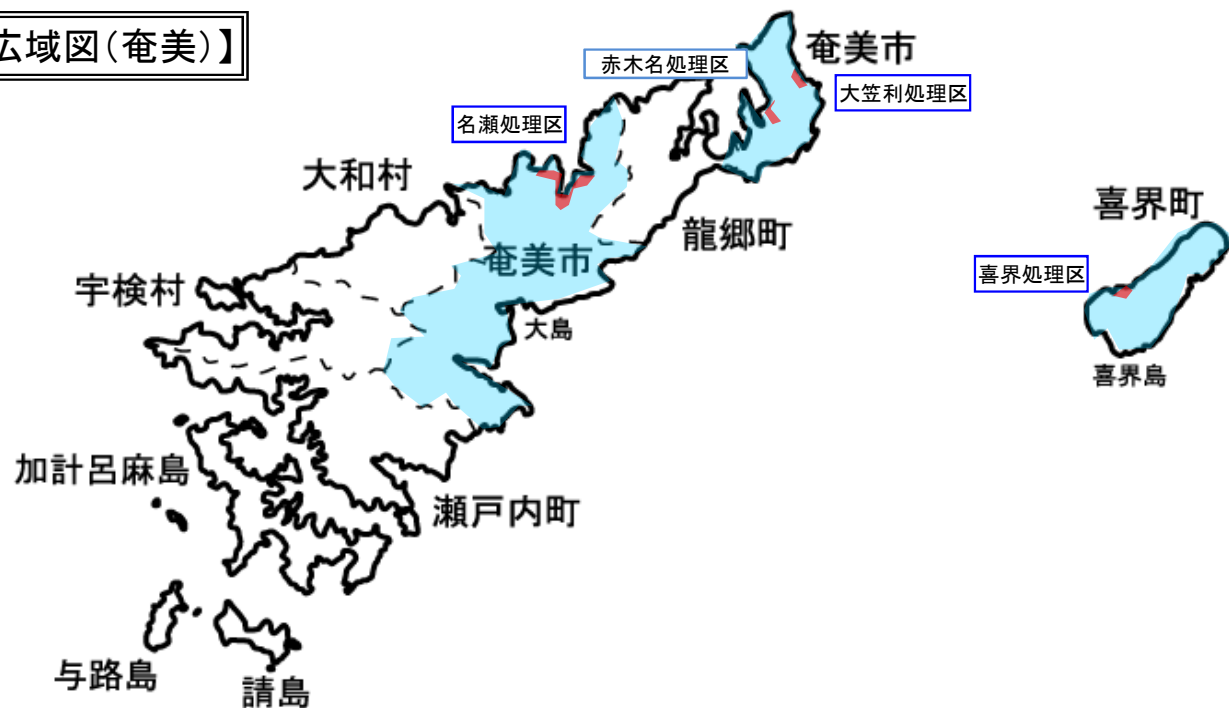 広域図(奄美)】
奄美市
赤木名処理区
大笠利処理区
名瀬処理区
大和村
喜界町
龍郷町
奄美市
喜界処理区
宇検村
大島
喜界島
加計呂麻島
瀬戸内町
与路島
請島